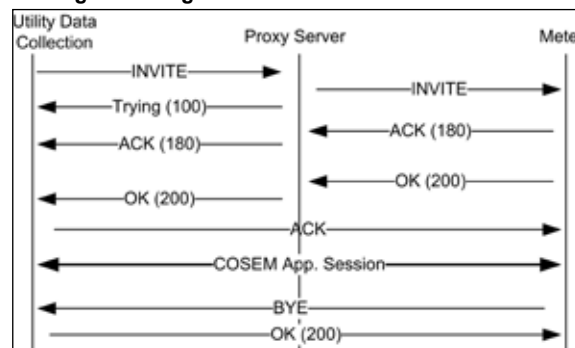 Utility Data
Collection
Proxy Server
INVITE
INVITE
Trying (100)
ACK (180)
ACK (180)
OK (200)
OK (200)
ACK
COSEM App. Session
BYE
OK (200)